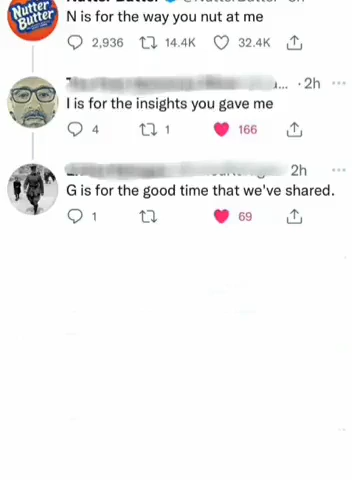 Nutter
Butter
N is for the way you nut at me
2,936 14.4K 32.4K
... · 2h ...
I is for the insights you gave me
4 1 166
2h ...
G is for the good time that we've shared.
1 69